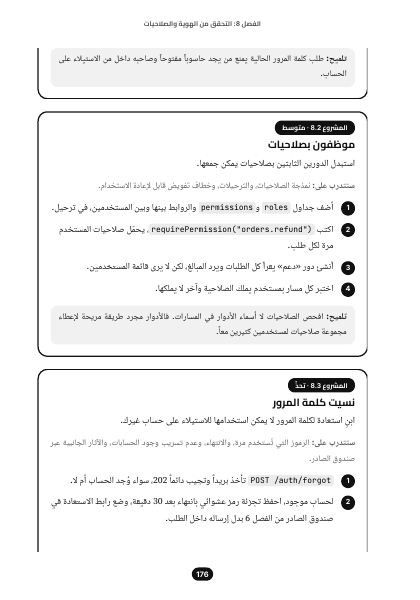 الفصل 8: التحقق من الهوية والصلاحيات
تلميح: طلب كلمة المرور الحالية يمنع من يجد حاسوباً مفتوحاً وصاحبه داخل من الاستيلاء على
الحساب.
المشروع 8.2 · متوسط
موظفون بصلاحيات
استبدل الدورين الثابتين بصلاحيات يمكن جمعها.
ستتدرب على: نمذجة الصلاحيات، والترحيلات، وخطاف تفويض قابل لإعادة الاستخدام.
1 أضف جداول roles و permissions والروابط بينها وبين المستخدمين، في ترحيل.
2 اكتب requirePermission("orders.refund")، يحمّل صلاحيات المستخدم
مرة لكل طلب.
3 أنشئ دور «دعم» يقرأ كل الطلبات ويرد المبالغ، لكن لا يرى قائمة المستخدمين.
4 اختبر كل مسار بمستخدم يملك الصلاحية وآخر لا يملكها.
تلميح: افحص الصلاحيات لا أسماء الأدوار في المسارات. فالأدوار مجرد طريقة مريحة لإعطاء
مجموعة صلاحيات لمستخدمين كثيرين معاً.
المشروع 8.3 · تحدٍّ
نسيت كلمة المرور
ابنِ استعادة لكلمة المرور لا يمكن استخدامها للاستيلاء على حساب غيرك.
ستتدرب على: الرموز التي تُستخدم مرة، والانتهاء، وعدم تسريب وجود الحسابات، والآثار الجانبية عبر
صندوق الصادر.
1 POST /auth/forgot تأخذ بريداً وتجيب دائماً 202، سواء وُجد الحساب أم لا.
2 لحساب موجود، احفظ تجزئة رمز عشوائي بانتهاء بعد 30 دقيقة، وضع رابط الاستعادة في
صندوق الصادر من الفصل 6 بدل إرساله داخل الطلب.
176